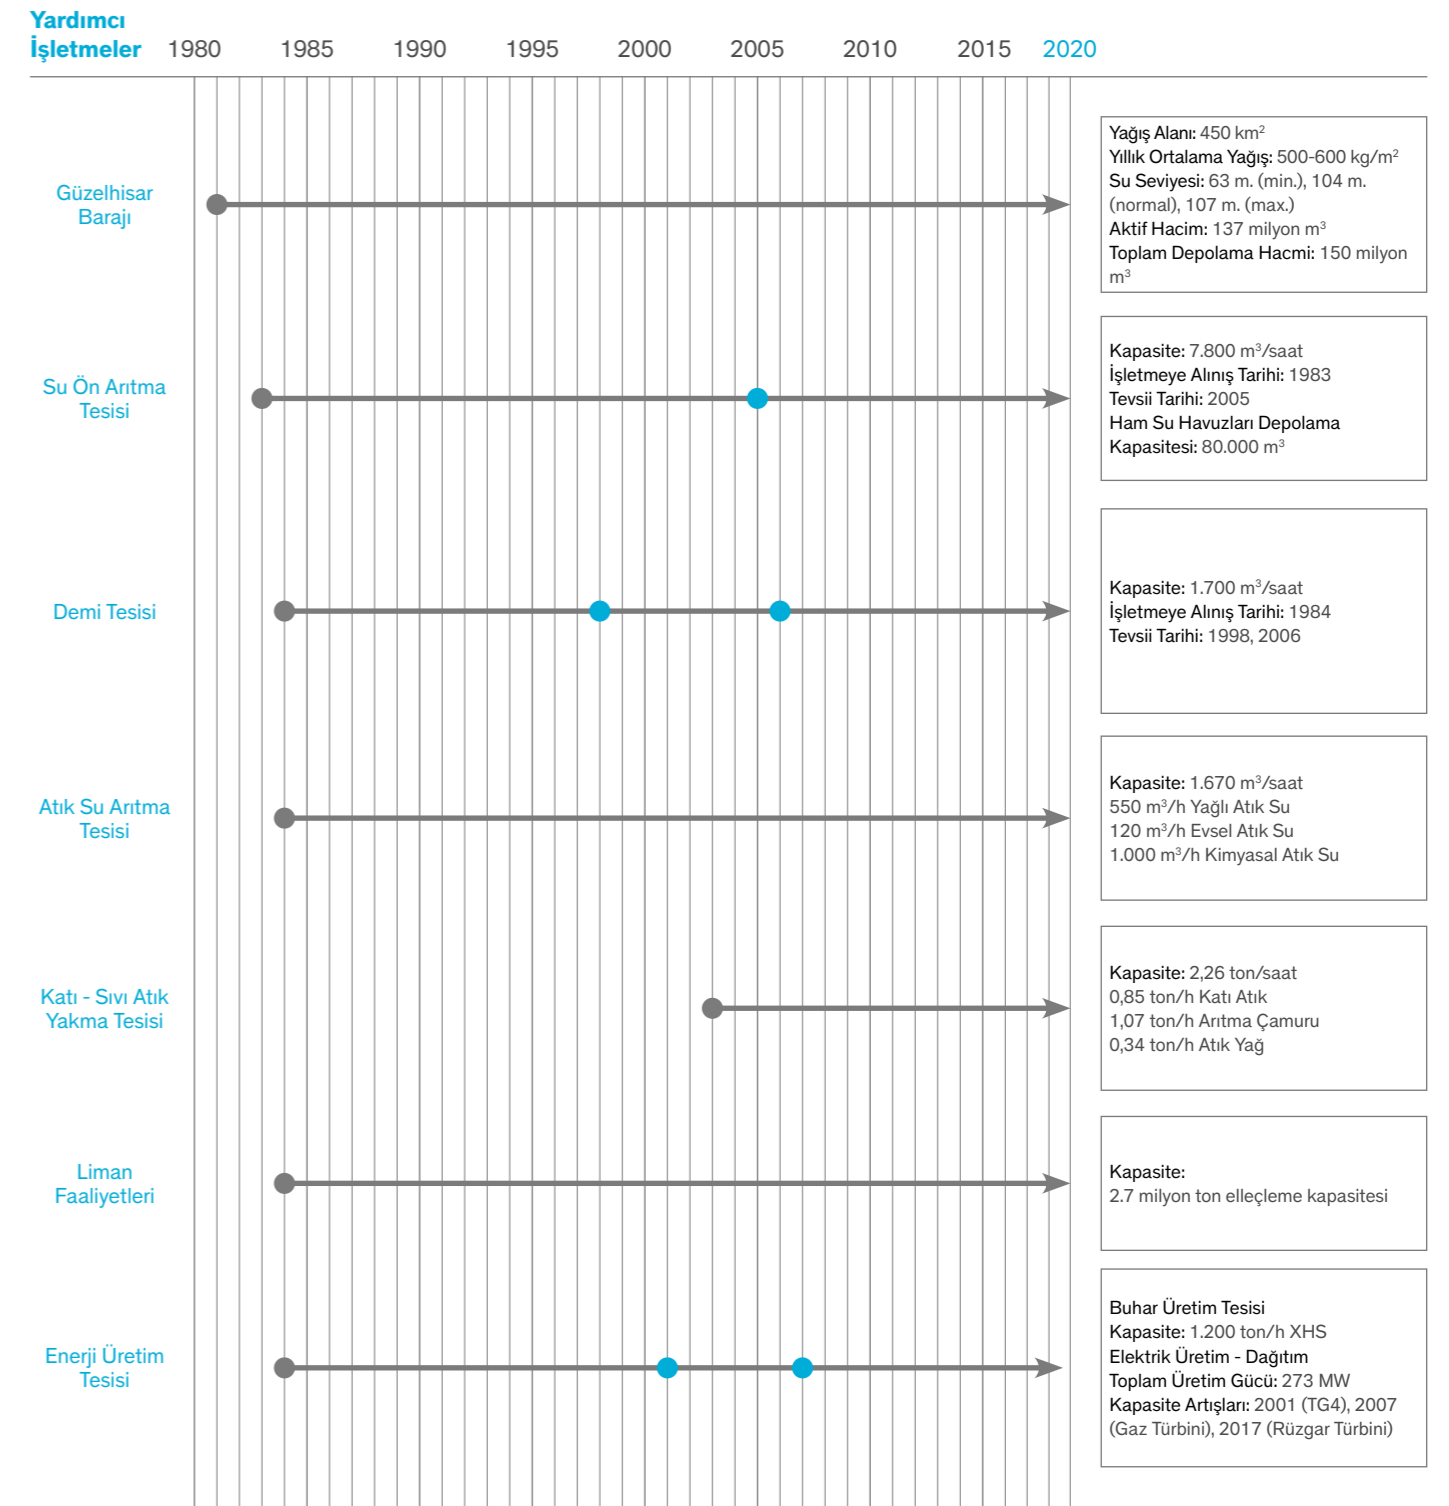 Yardımcı
İşletmeler
1980 1985 1990 1995 2000 2005 2010 2015 2020
Güzelhisar
Barajı
Yağış Alanı: 450 km²
Yıllık Ortalama Yağış: 500-600 kg/m²
Su Seviyesi: 63 m. (min.), 104 m.
(normal), 107 m. (max.)
Aktif Hacim: 137 milyon m³
Toplam Depolama Hacmi: 150 milyon
m³
Su Ön Arıtma
Tesisi
Kapasite: 7.800 m³/saat
İşletmeye Alınış Tarihi: 1983
Tevsii Tarihi: 2005
Ham Su Havuzları Depolama
Kapasitesi: 80.000 m³
Demi Tesisi
Kapasite: 1.700 m³/saat
İşletmeye Alınış Tarihi: 1984
Tevsii Tarihi: 1998, 2006
Atık Su Arıtma
Tesisi
Kapasite: 1.670 m³/saat
550 m³/h Yağlı Atık Su
120 m³/h Evsel Atık Su
1.000 m³/h Kimyasal Atık Su
Katı - Sıvı Atık
Yakma Tesisi
Kapasite: 2,26 ton/saat
0,85 ton/h Katı Atık
1,07 ton/h Arıtma Çamuru
0,34 ton/h Atık Yağ
Liman
Faaliyetleri
Kapasite:
2.7 milyon ton elleçleme kapasitesi
Enerji Üretim
Tesisi
Buhar Üretim Tesisi
Kapasite: 1.200 ton/h XHS
Elektrik Üretim - Dağıtım
Toplam Üretim Gücü: 273 MW
Kapasite Artışları: 2001 (TG4), 2007
(Gaz Türbini), 2017 (Rüzgar Türbini)